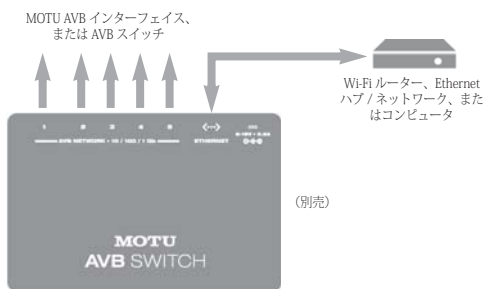 MOTU AVB インターフェイス、
または AVB スイッチ
Wi-Fi ルーター、Ethernet
ハブ / ネットワーク、また
はコンピュータ
1 2 3 4 5
AVB NETWORK • 1G / 100 / 1 Gb
ETHERNET
(別売)
MOTU
AVB SWITCH